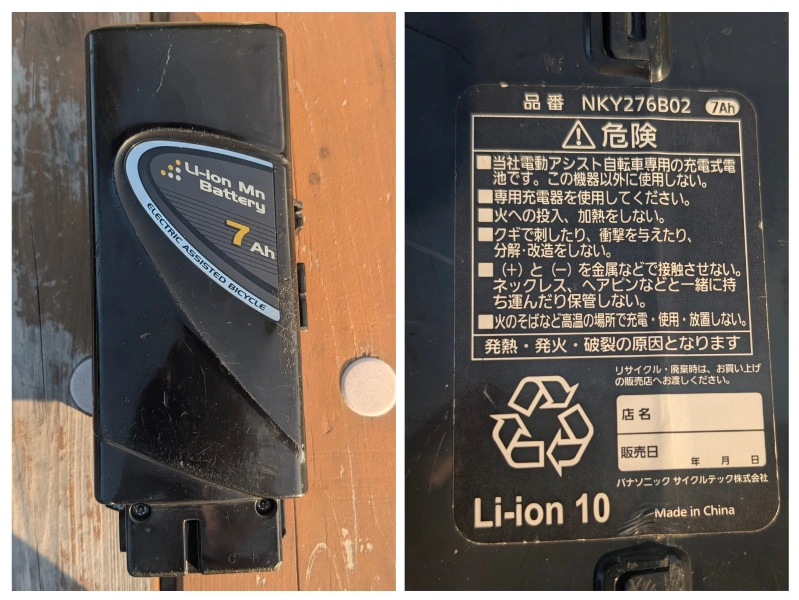 Li-ion Mn
Battery
7 Ah
ELECTRIC ASSISTED BICYCLE
品番 NKY276B02 7Ah
危険
■当社電動アシスト自転車専用の充電式電
池です。この機器以外に使用しない。
■専用充電器を使用してください。
■火への投入、加熱をしない。
■クギで刺したり、衝撃を与えたり、
分解・改造をしない。
■(+)と(−)を金属などで接触させない。
ネックレス、ヘアピンなどと一緒に持
ち運んだり保管しない。
■火のそばなど高温の場所で充電・使用・放置しない。
発熱・発火・破裂の原因となります
リサイクル・廃棄時は、お買い上げ
の販売店へお渡しください。
店名
販売日
年 月 日
パナソニック サイクルテック株式会社
Li-ion 10
Made in China